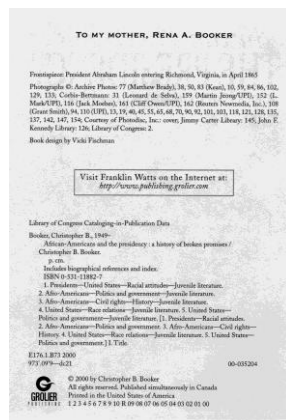 TO MY MOTHER, RENA A. BOOKER
Frontispiece: President Abraham Lincoln entering Richmond, Virginia, in April 1865
Photographs ©: Archive Photos: 77 (Matthew Brady), 38, 50, 83 (Kean), 10, 59, 84, 86, 102,
129, 133; Corbis-Bettmann: 31 (Leonard de Selva), 159 (Martin Jeong/UPI), 152 (L.
Mark/UPI), 116 (Jack Moebes), 161 (Cliff Owen/UPI), 162 (Reuters Newmedia, Inc.), 108
(Grant Smith), 94, 110 (UPI), 13, 19, 40, 45, 55, 65, 68, 70, 90, 92, 101, 103, 118, 121, 128, 135,
137, 142, 147, 154; Courtesy of Photodisc, Inc.: cover; Jimmy Carter Library: 145; John F.
Kennedy Library: 126; Library of Congress: 2.
Book design by Vicki Fischman
Visit Franklin Watts on the Internet at:
http://www.publishing.grolier.com
Library of Congress Cataloging-in-Publication Data
Booker, Christopher B., 1949-
African-Americans and the presidency : a history of broken promises /
Christopher B. Booker.
p. cm.
Includes biographical references and index.
ISBN 0-531-11882-7
1. Presidents—United States—Racial attitudes—Juvenile literature.
2. Afro-Americans—Politics and government—Juvenile literature.
3. Afro-Americans—Civil rights—History—Juvenile literature.
4. United States—Race relations—Juvenile literature. 5. United States—
Politics and government—Juvenile literature. [1. Presidents—Racial attitudes.
2. Afro-Americans—Politics and government. 3. Afro-Americans—Civil rights—
History. 4. United States—Race relations. 5. United States—
Politics and government.] I. Title.
E176.1.B73 2000
973'.09'9—dc21 00-035204
© 2000 by Christopher B. Booker
All rights reserved. Published simultaneously in Canada
Printed in the United States of America
1 2 3 4 5 6 7 8 9 10 R 09 08 07 06 05 04 03 02 01 00
GROLIER
PUBLISHING